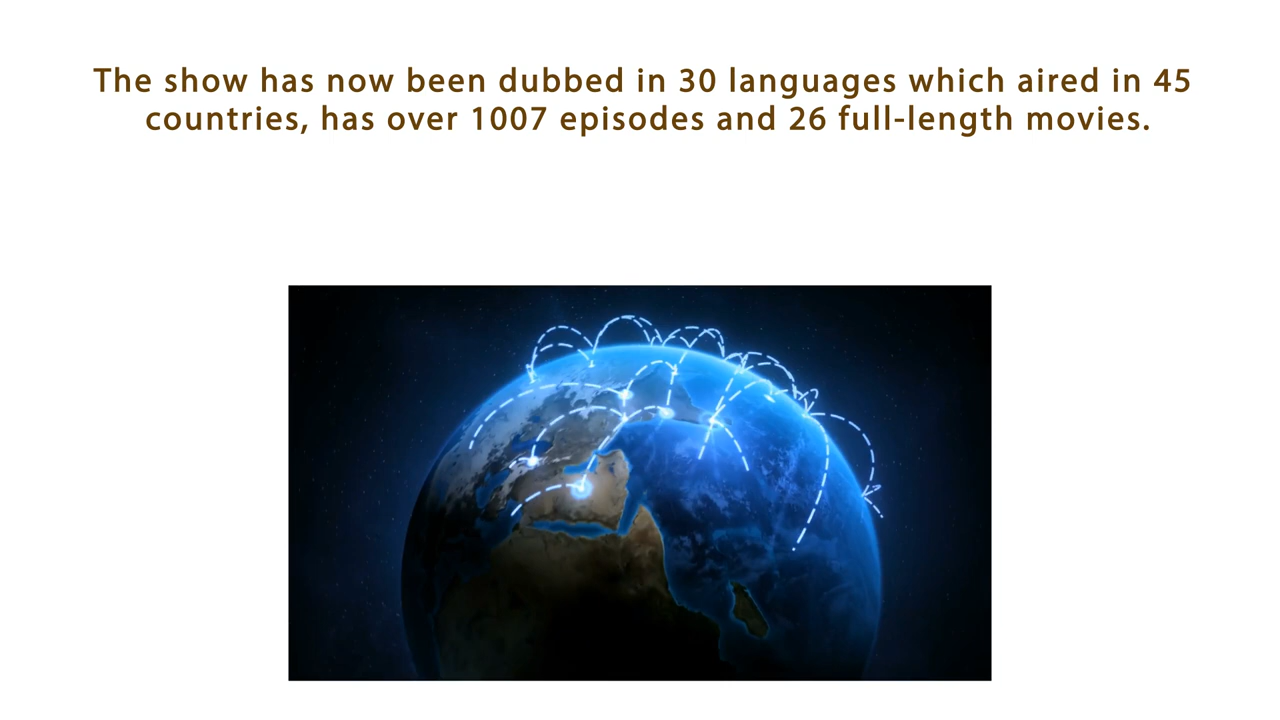 The show has now been dubbed in 30 languages which aired in 45
countries, has over 1007 episodes and 26 full-length movies.